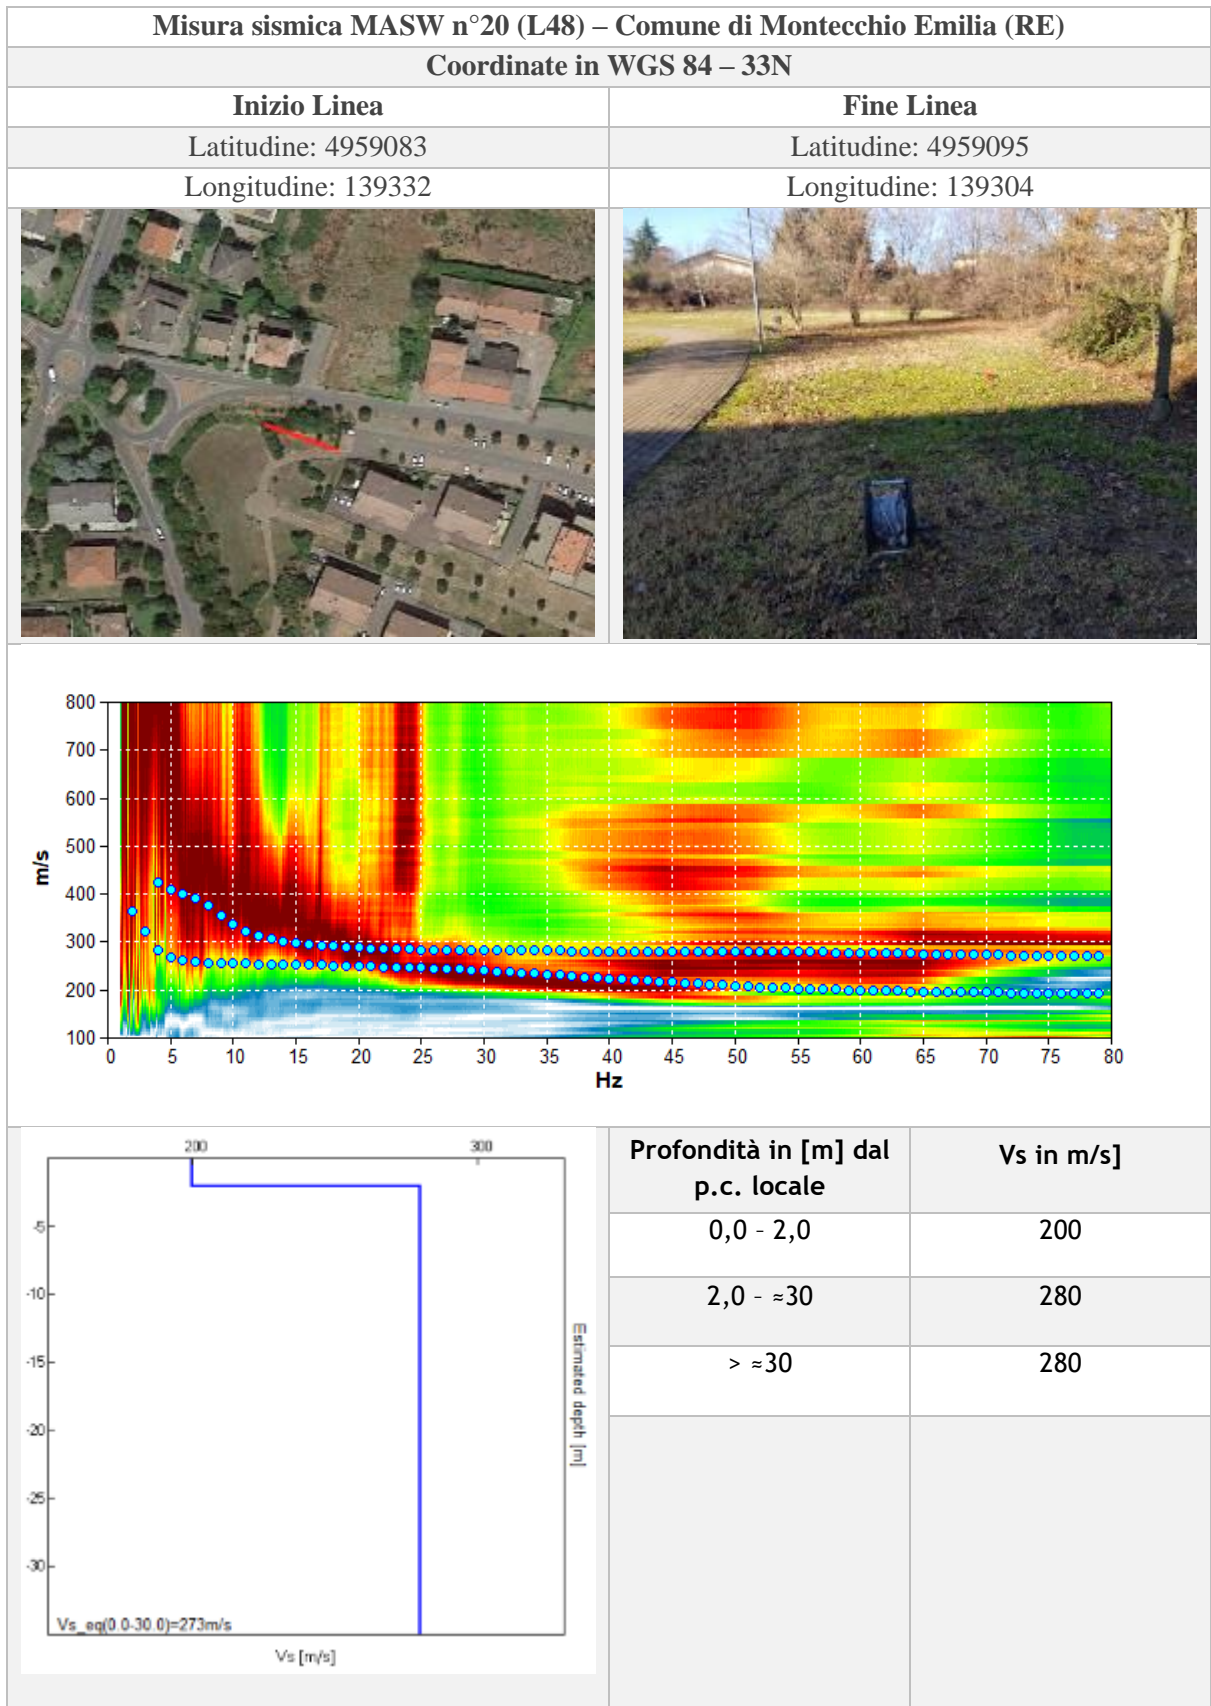 Misura sismica MASW n°20 (L48) – Comune di Montecchio Emilia (RE)
Coordinate in WGS 84 – 33N
Inizio Linea
Fine Linea
Latitudine: 4959083
Latitudine: 4959095
Longitudine: 139332
Longitudine: 139304
800
700
600
500
400
300
200
100
m/s
0 5 10 15 20 25 30 35 40 45 50 55 60 65 70 75 80
Hz
200 300
-5
-10
-15
-20
-25
-30
Estimated depth [m]
Vs_eq(0.0-30.0)=273m/s
Vs [m/s]
Profondità in [m] dal
p.c. locale
Vs in m/s]
0,0 - 2,0
200
2,0 - ≈30
280
> ≈30
280